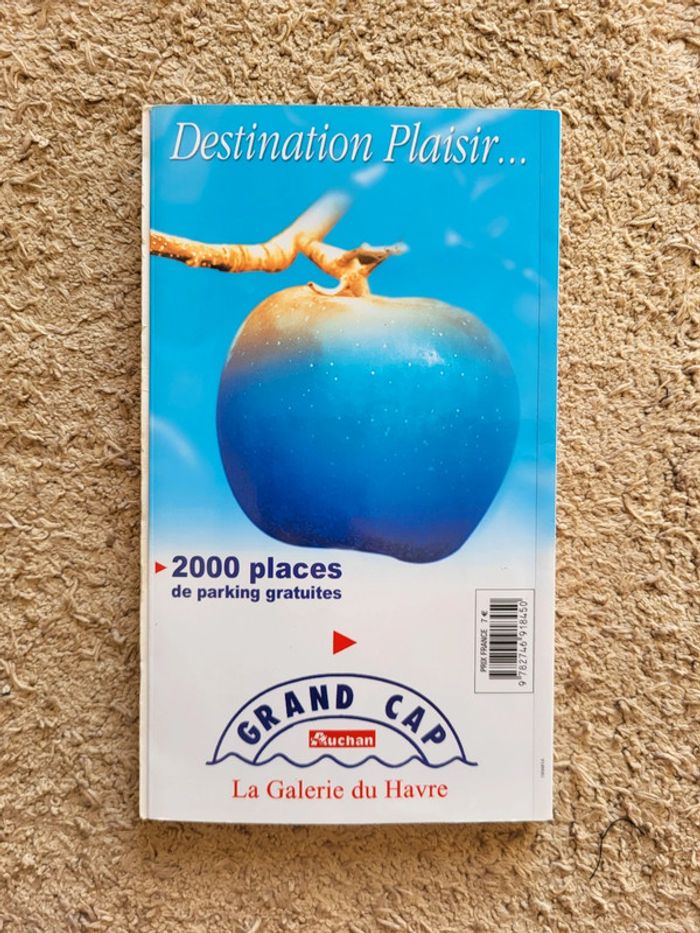 Destination Plaisir...
2000 places
de parking gratuites
PRIX FRANCE 7 €
9 782746 918450
GRAND CAP
Auchan
La Galerie du Havre